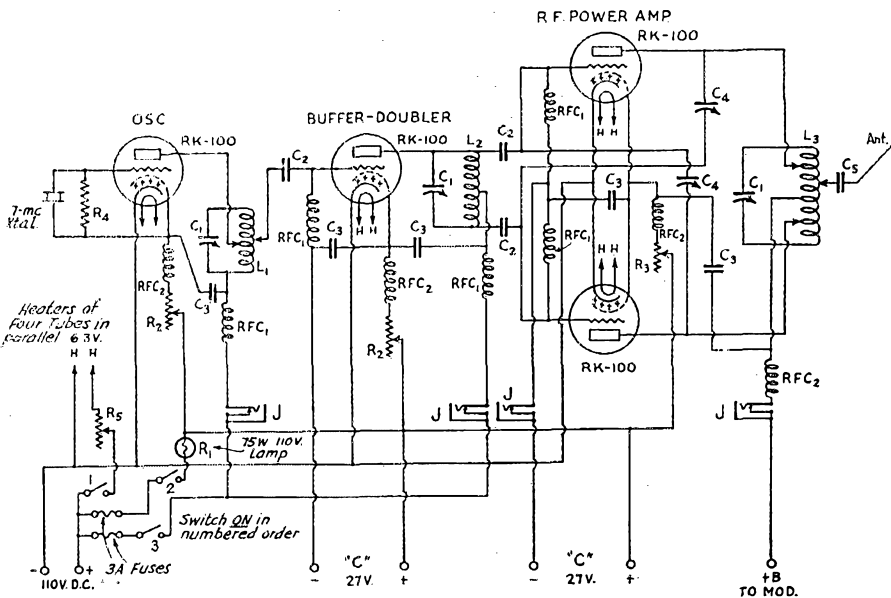 R.F. POWER AMP
RK-100
OSC
BUFFER-DOUBLER
RK-100
RK-100
L2
C2
RFC1
H H
C4
L3
Ant.
C2
C5
7-mc
Xtal.
R4
C1
L1
RFC1
C3
C3
H H
C1
C2
RFC1
C3
C4
C1
RFC2
C3
RFC1
RFC2
RFC1
R3
C3
H H
Heaters of
Four Tubes in
parallel 6.3V.
H H
R2
R2
RK-100
RFC2
R5
J
J
J
J
R1
75W 110V.
Lamp
1
2
3
Switch ON in
numbered order
3A Fuses
- +
110V. D.C.
- "C" +
27V.
- "C" +
27V.
+B
TO MOD.